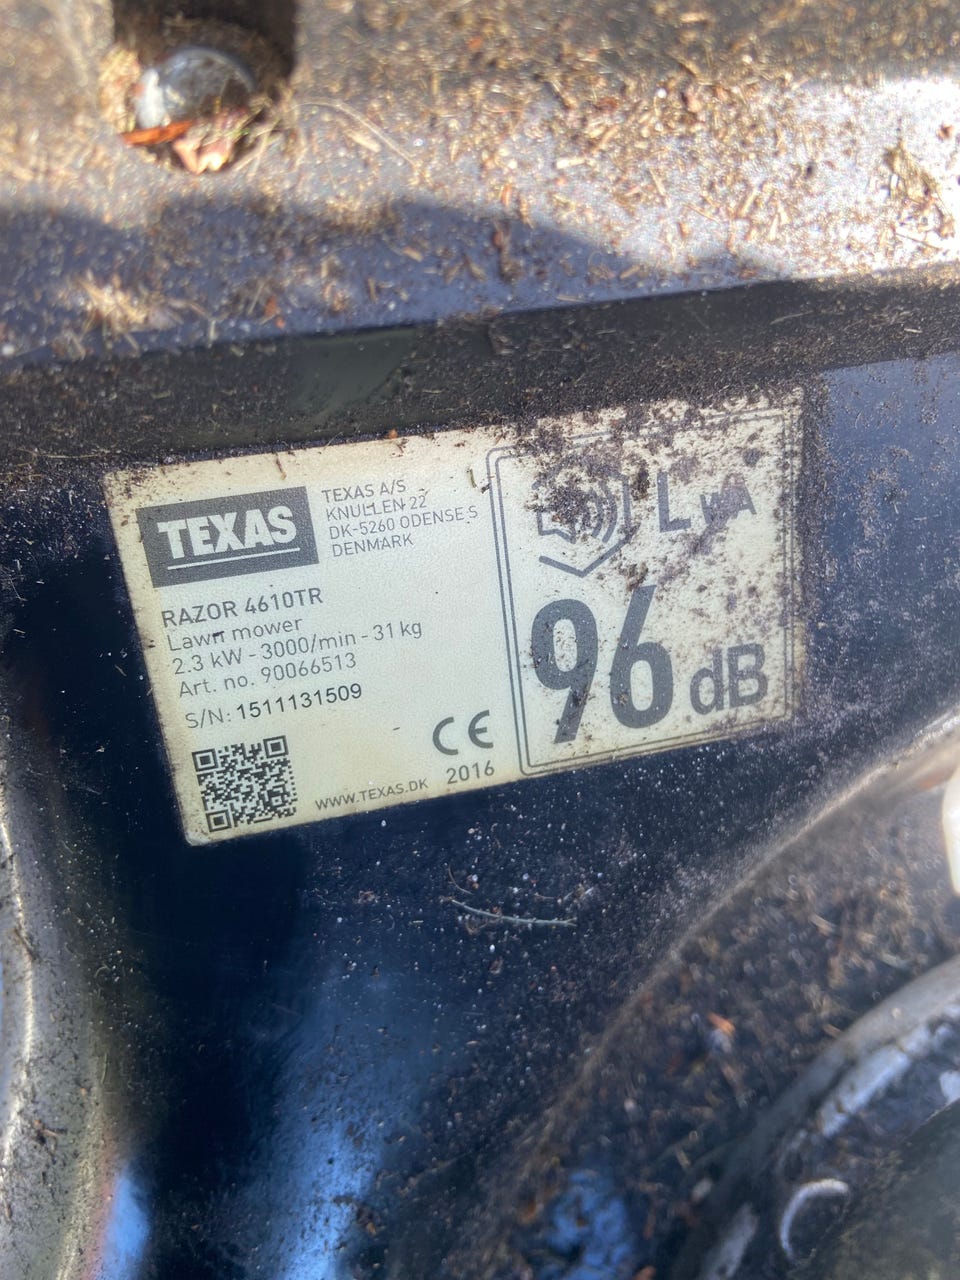 TEXAS
TEXAS A/S
KNULLEN 22
DK-5260 ODENSE S
DENMARK
RAZOR 4610TR
Lawn mower
2.3 kW - 3000/min - 31 kg
Art. no. 90066513
S/N: 1511131509
CE
2016
WWW.TEXAS.DK
LWA
96 dB